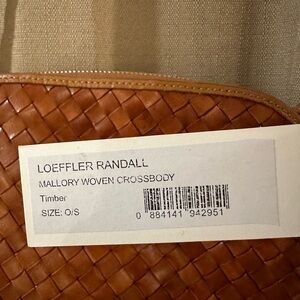 LOEFFLER RANDALL
MALLORY WOVEN CROSSBODY
Timber
SIZE: O/S
0 884141 942951